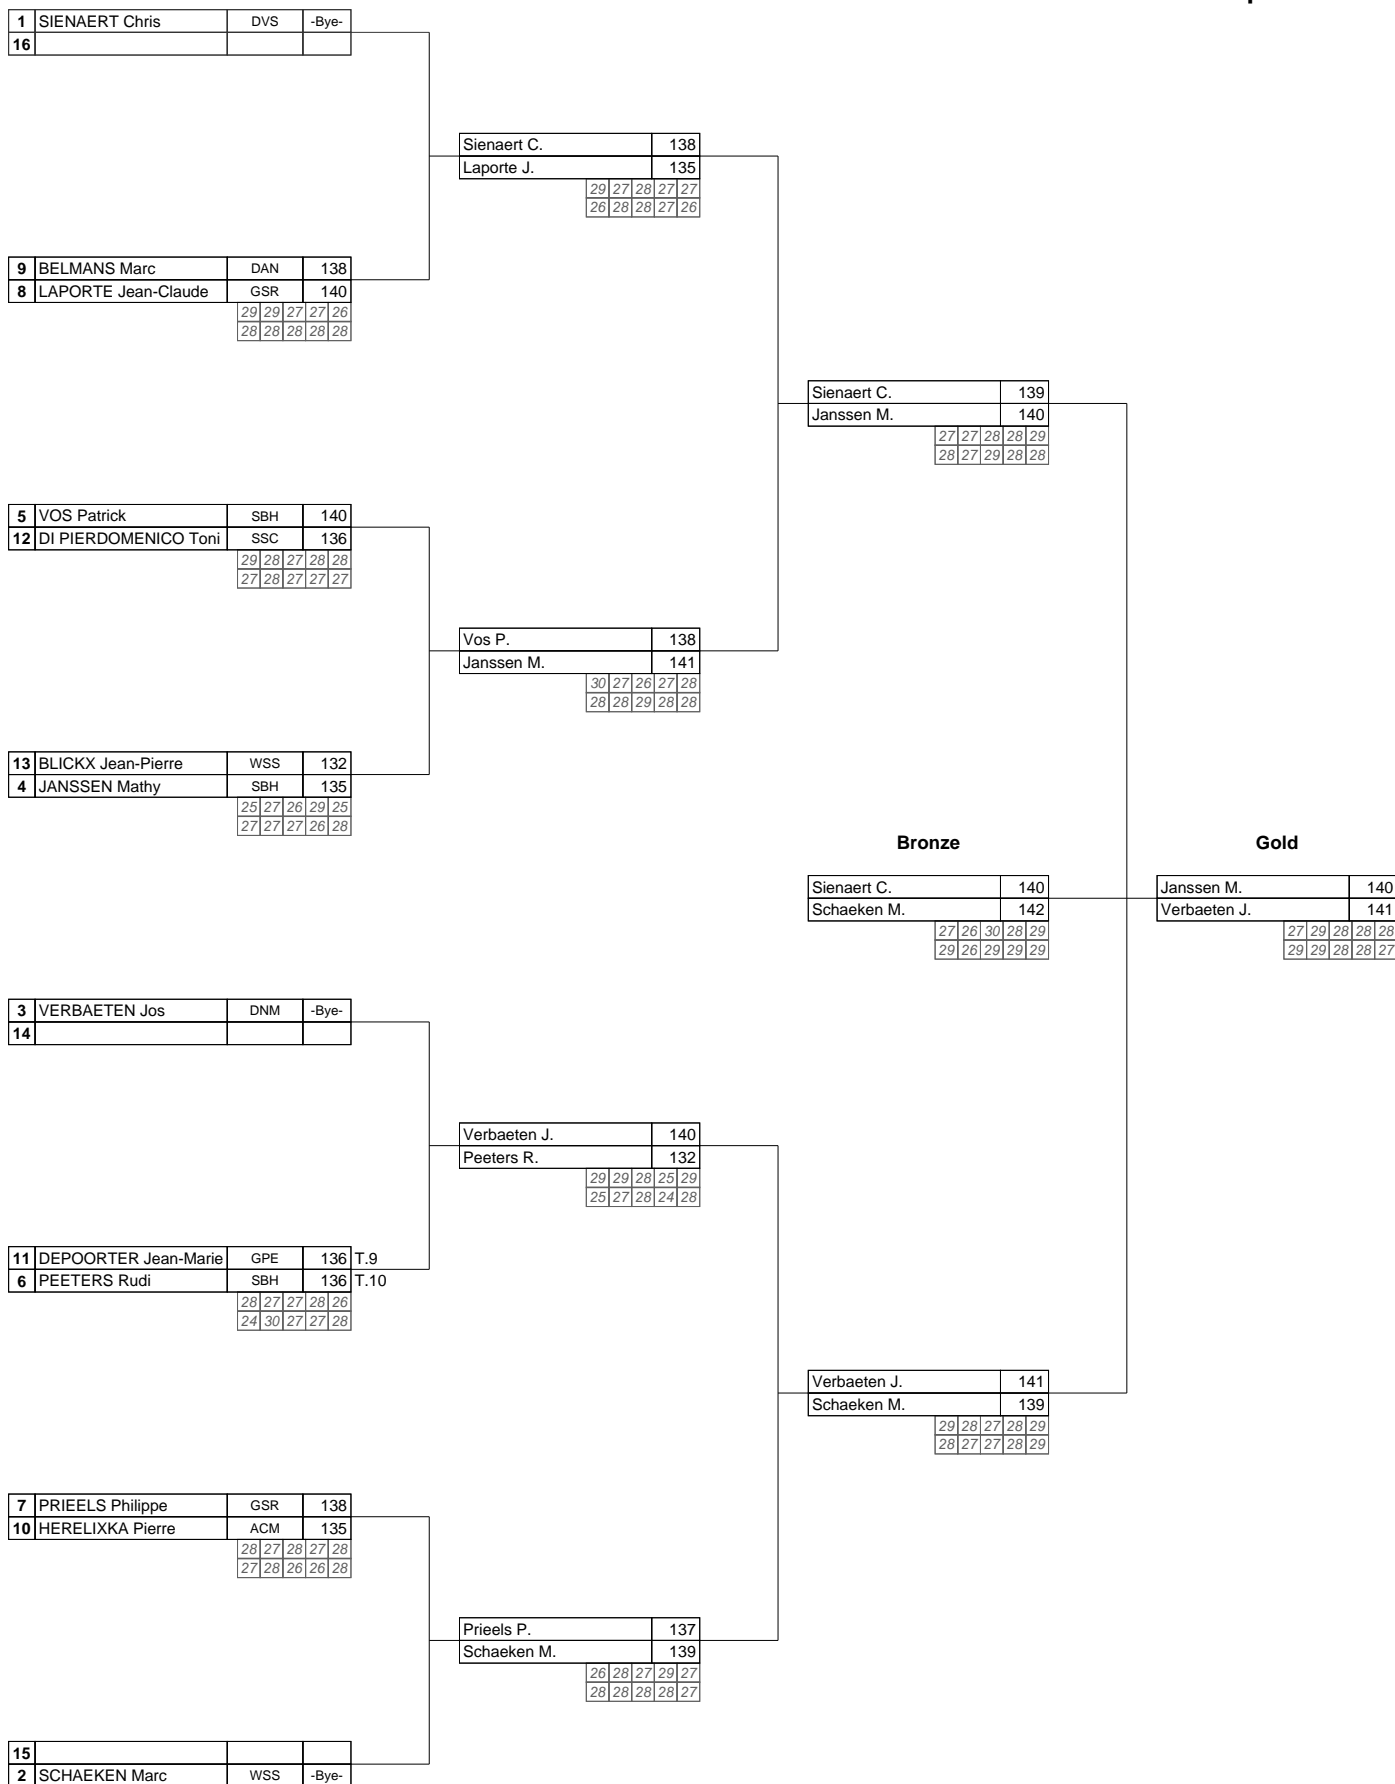 1 SIENAERT Chris DVS -Bye-
16
Sienaert C. 138
Laporte J. 135
29 27 28 27 27
26 28 28 27 26
9 BELMANS Marc DAN 138
8 LAPORTE Jean-Claude GSR 140
29 29 27 27 26
28 28 28 28 28
Sienaert C. 139
Janssen M. 140
27 27 28 28 29
28 27 29 28 28
5 VOS Patrick SBH 140
12 DI PIERDOMENICO Toni SSC 136
29 28 27 28 28
27 28 27 27 27
Vos P. 138
Janssen M. 141
30 27 26 27 28
28 28 29 28 28
13 BLICKX Jean-Pierre WSS 132
4 JANSSEN Mathy SBH 135
25 27 26 29 25
27 27 27 26 28
Bronze Gold
Sienaert C. 140 Janssen M. 140
Schaeken M. 142 Verbaeten J. 141
27 26 30 28 29 27 29 28 28 28
29 26 29 29 29 29 29 28 28 27
3 VERBAETEN Jos DNM -Bye-
14
Verbaeten J. 140
Peeters R. 132
29 29 28 25 29
25 27 28 24 28
11 DEPOORTER Jean-Marie GPE 136 T.9
6 PEETERS Rudi SBH 136 T.10
28 27 27 28 26
24 30 27 27 28
Verbaeten J. 141
Schaeken M. 139
29 28 27 28 29
28 27 27 28 29
7 PRIEELS Philippe GSR 138
10 HERELIXKA Pierre ACM 135
28 27 28 27 28
27 28 26 26 28
Prieels P. 137
Schaeken M. 139
26 28 27 29 27
28 28 28 28 27
15
2 SCHAEKEN Marc WSS -Bye-